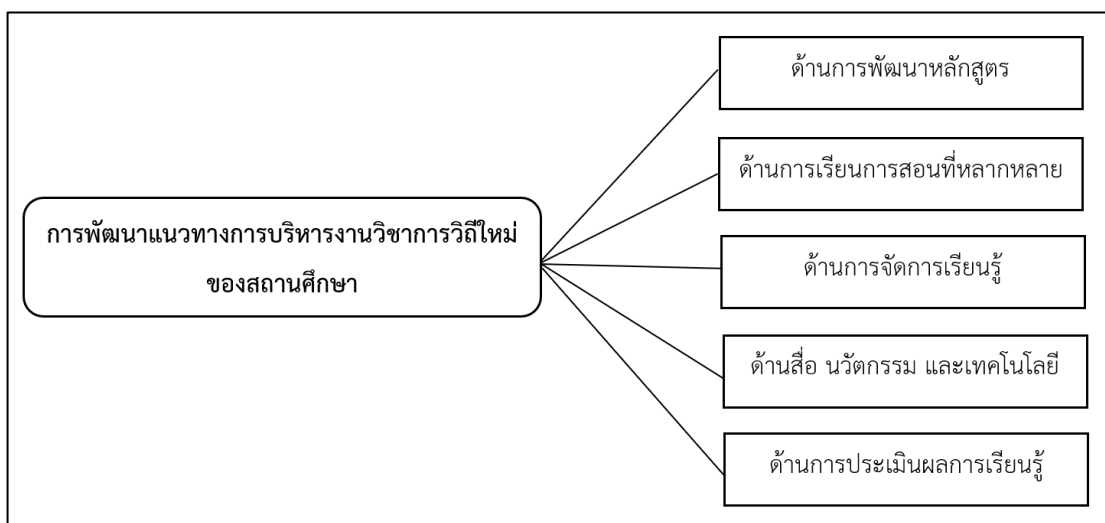 การพัฒนาแนวทางการบริหารงานวิชาการวิถีใหม่
ของสถานศึกษา
ด้านการพัฒนาหลักสูตร
ด้านการเรียนการสอนที่หลากหลาย
ด้านการจัดการเรียนรู้
ด้านสื่อ นวัตกรรม และเทคโนโลยี
ด้านการประเมินผลการเรียนรู้